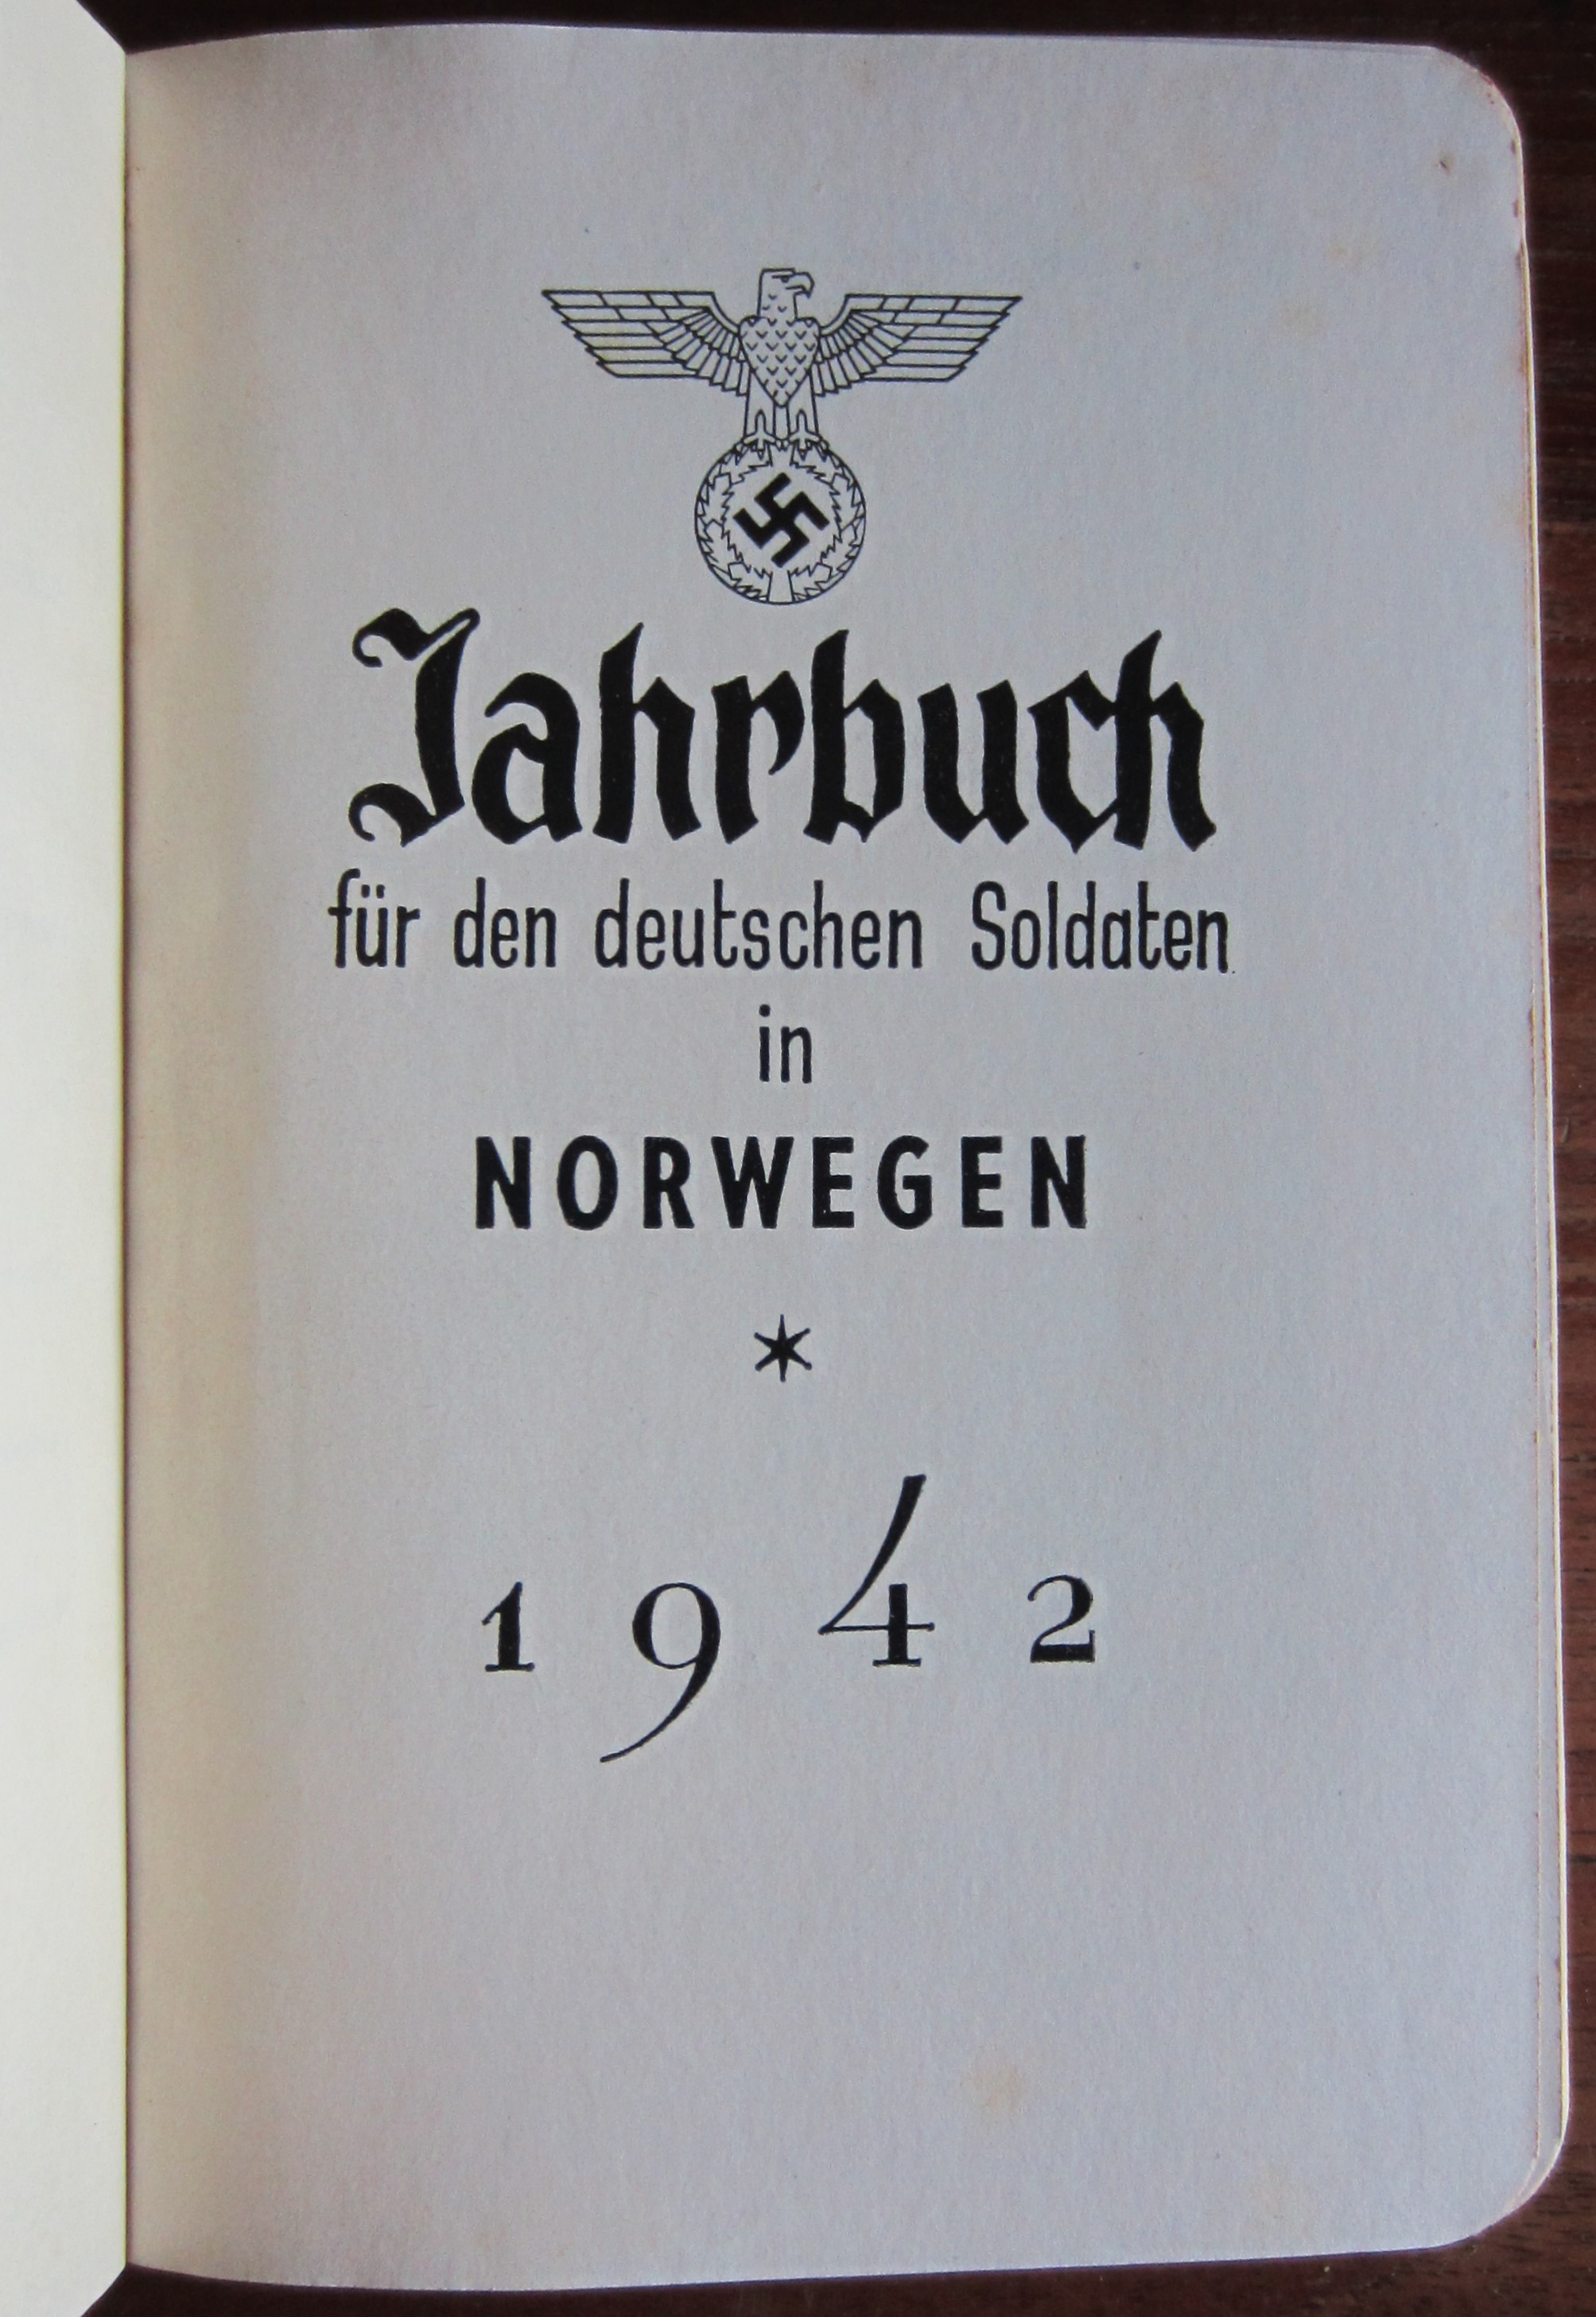 Jahrbuch
für den deutschen Soldaten
in
NORWEGEN
*
1942